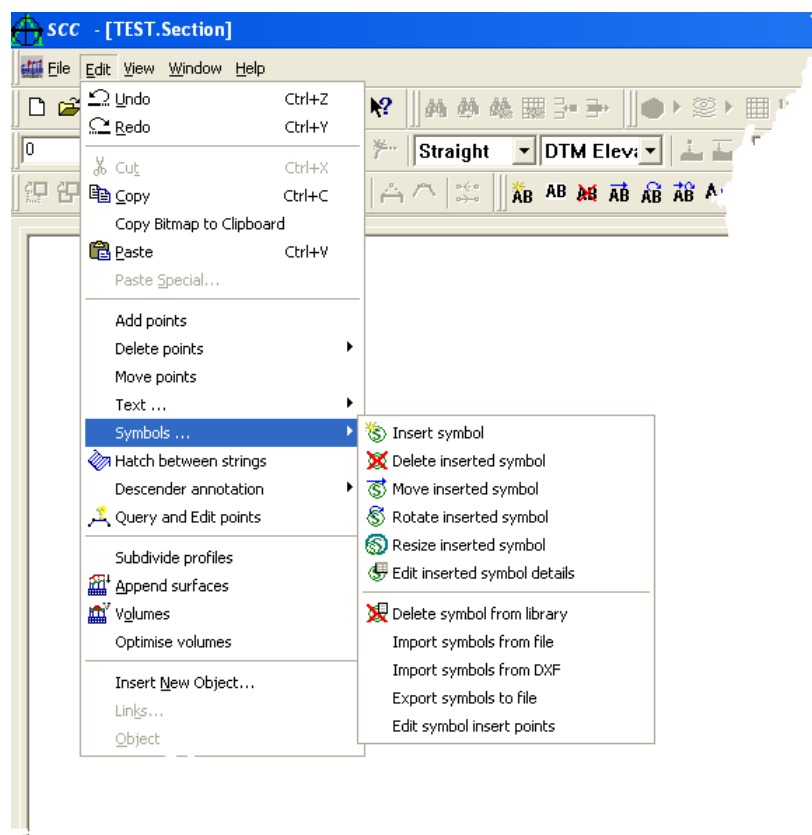 SCC - [TEST.Section]
File Edit View Window Help
Undo Ctrl+Z
Redo Ctrl+Y
0
Straight DTM Eleva
Cut Ctrl+X
Copy Ctrl+C
AB AB AB AB AB AB A
Copy Bitmap to Clipboard
Paste Ctrl+V
Paste Special...
Add points
Delete points
Move points
Text ...
Symbols ...
Insert symbol
Hatch between strings
Delete inserted symbol
Descender annotation
Move inserted symbol
Query and Edit points
Rotate inserted symbol
Resize inserted symbol
Subdivide profiles
Edit inserted symbol details
Append surfaces
Volumes
Delete symbol from library
Optimise volumes
Import symbols from file
Import symbols from DXF
Insert New Object...
Export symbols to file
Links...
Edit symbol insert points
Object